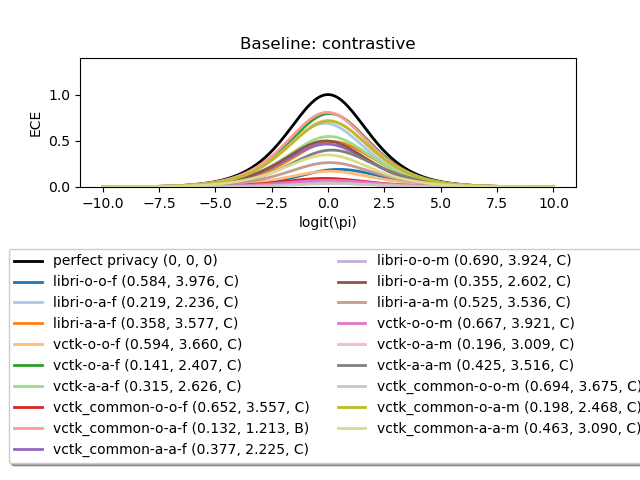 Baseline: contrastive
ECE
1.0
0.5
0.0
−10.0 −7.5 −5.0 −2.5 0.0 2.5 5.0 7.5 10.0
logit(\pi)
perfect privacy (0, 0, 0)
libri-o-o-f (0.584, 3.976, C)
libri-o-a-f (0.219, 2.236, C)
libri-a-a-f (0.358, 3.577, C)
vctk-o-o-f (0.594, 3.660, C)
vctk-o-a-f (0.141, 2.407, C)
vctk-a-a-f (0.315, 2.626, C)
vctk_common-o-o-f (0.652, 3.557, C)
vctk_common-o-a-f (0.132, 1.213, B)
vctk_common-a-a-f (0.377, 2.225, C)
libri-o-o-m (0.690, 3.924, C)
libri-o-a-m (0.355, 2.602, C)
libri-a-a-m (0.525, 3.536, C)
vctk-o-o-m (0.667, 3.921, C)
vctk-o-a-m (0.196, 3.009, C)
vctk-a-a-m (0.425, 3.516, C)
vctk_common-o-o-m (0.694, 3.675, C)
vctk_common-o-a-m (0.198, 2.468, C)
vctk_common-a-a-m (0.463, 3.090, C)